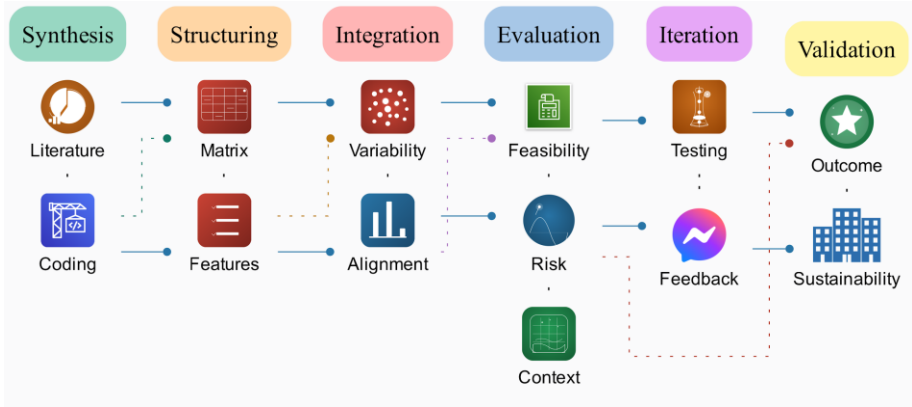 Synthesis
Structuring
Integration
Evaluation
Iteration
Validation
Literature
Matrix
Variability
Feasibility
Testing
Outcome
Coding
Features
Alignment
Risk
Feedback
Sustainability
Context